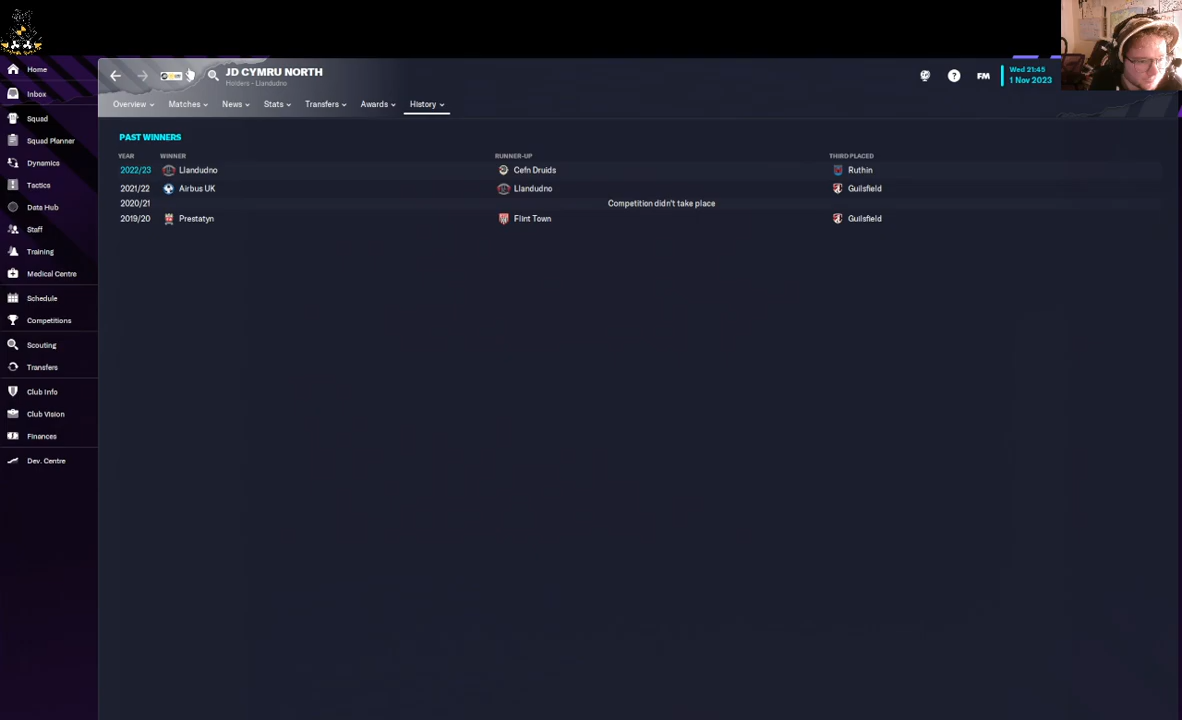 JD CYMRU NORTH
Holders - Llandudno
Wed 21:45
1 Nov 2023
FM
Home
Inbox
Squad
Squad Planner
Dynamics
Tactics
Data Hub
Staff
Training
Medical Centre
Schedule
Competitions
Scouting
Transfers
Club Info
Club Vision
Finances
Dev. Centre
Overview Matches News Stats Transfers Awards History
PAST WINNERS
YEAR WINNER RUNNER-UP THIRD PLACED
2022/23 Llandudno Cefn Druids Ruthin
2021/22 Airbus UK Llandudno Guilsfield
2020/21 Competition didn't take place
2019/20 Prestatyn Flint Town Guilsfield